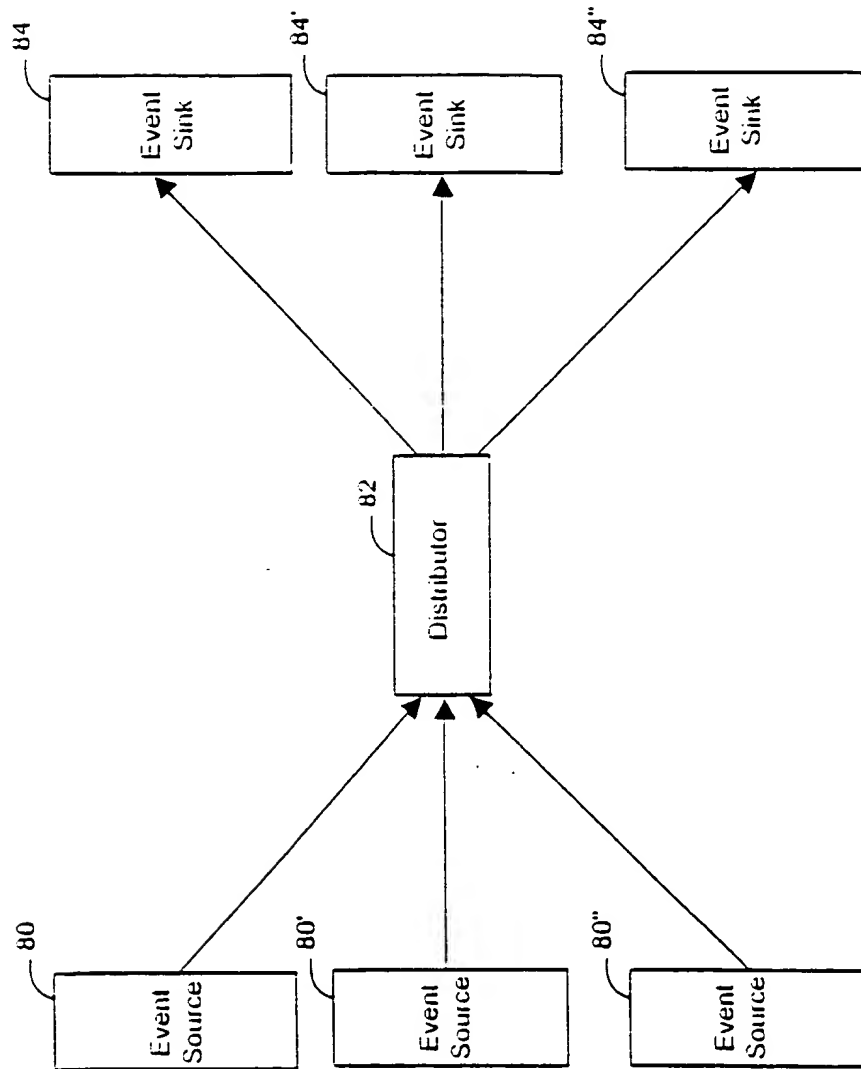 80
Event
Source
80'
Event
Source
80"
Event
Source
82
Distributor
84
Event
Sink
84'
Event
Sink
84"
Event
Sink